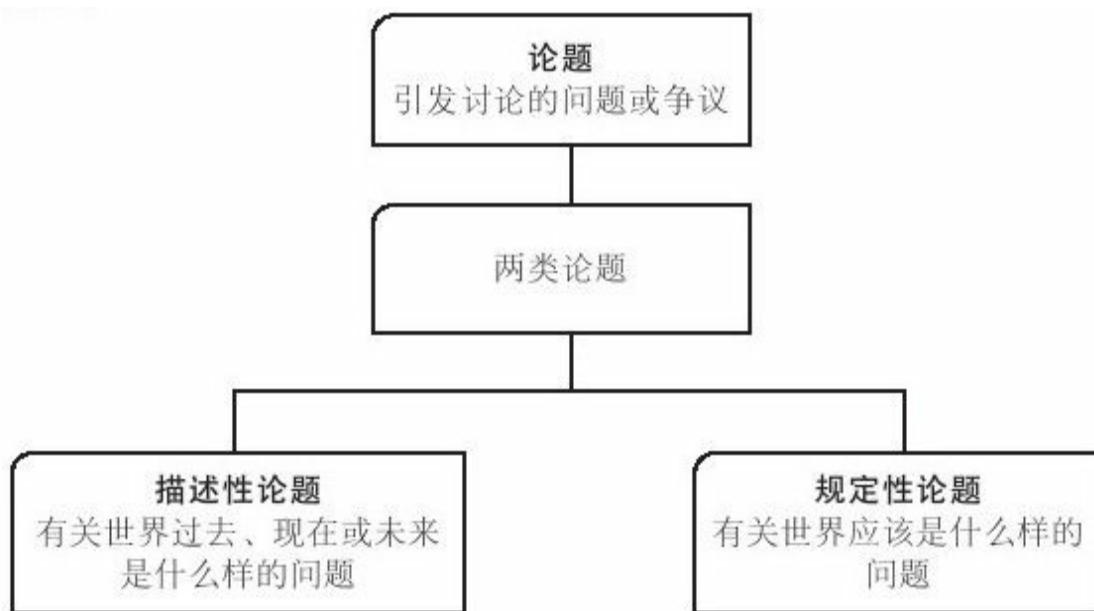 论题
引发讨论的问题或争议
两类论题
描述性论题
有关世界过去、现在或未来
是什么样的问题
规定性论题
有关世界应该是什么样的
问题